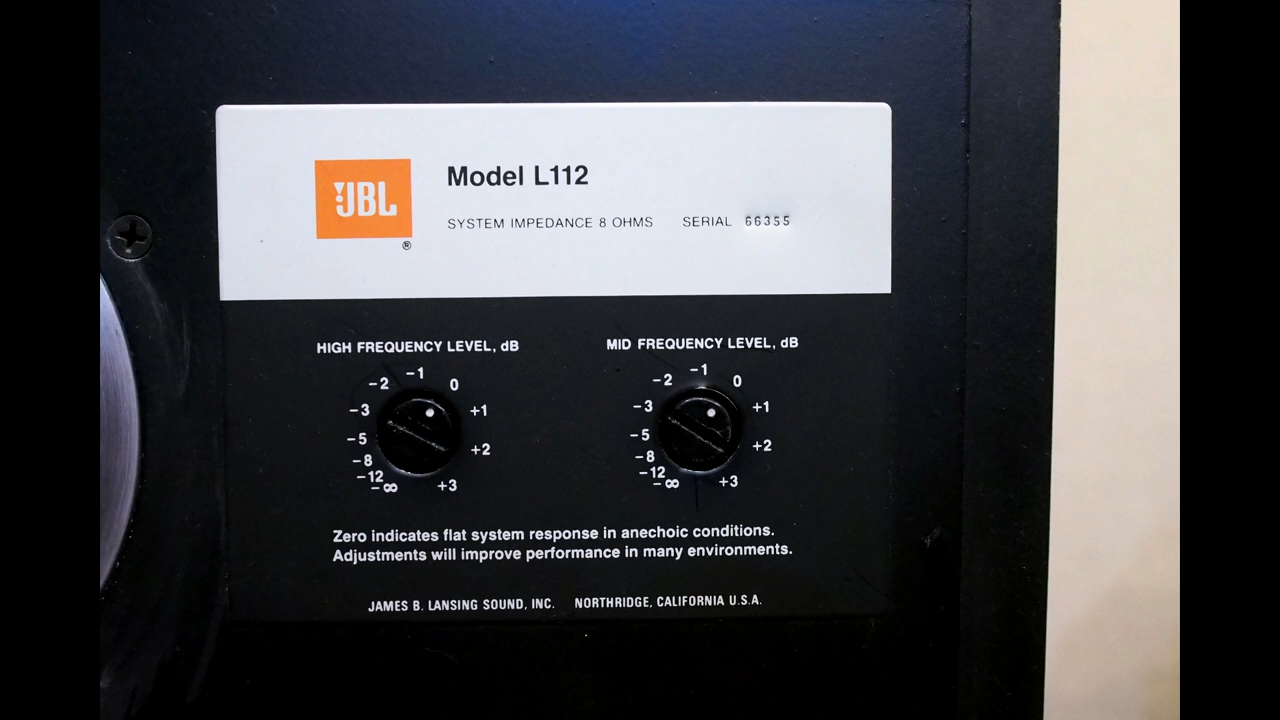 JBL
®
Model L112
SYSTEM IMPEDANCE 8 OHMS SERIAL 66355
HIGH FREQUENCY LEVEL, dB
-1
-2 0
-3 +1
-5 +2
-8
-12
-∞ +3
MID FREQUENCY LEVEL, dB
-1
-2 0
-3 +1
-5 +2
-8
-12
-∞ +3
Zero indicates flat system response in anechoic conditions.
Adjustments will improve performance in many environments.
JAMES B. LANSING SOUND, INC. NORTHRIDGE, CALIFORNIA U.S.A.